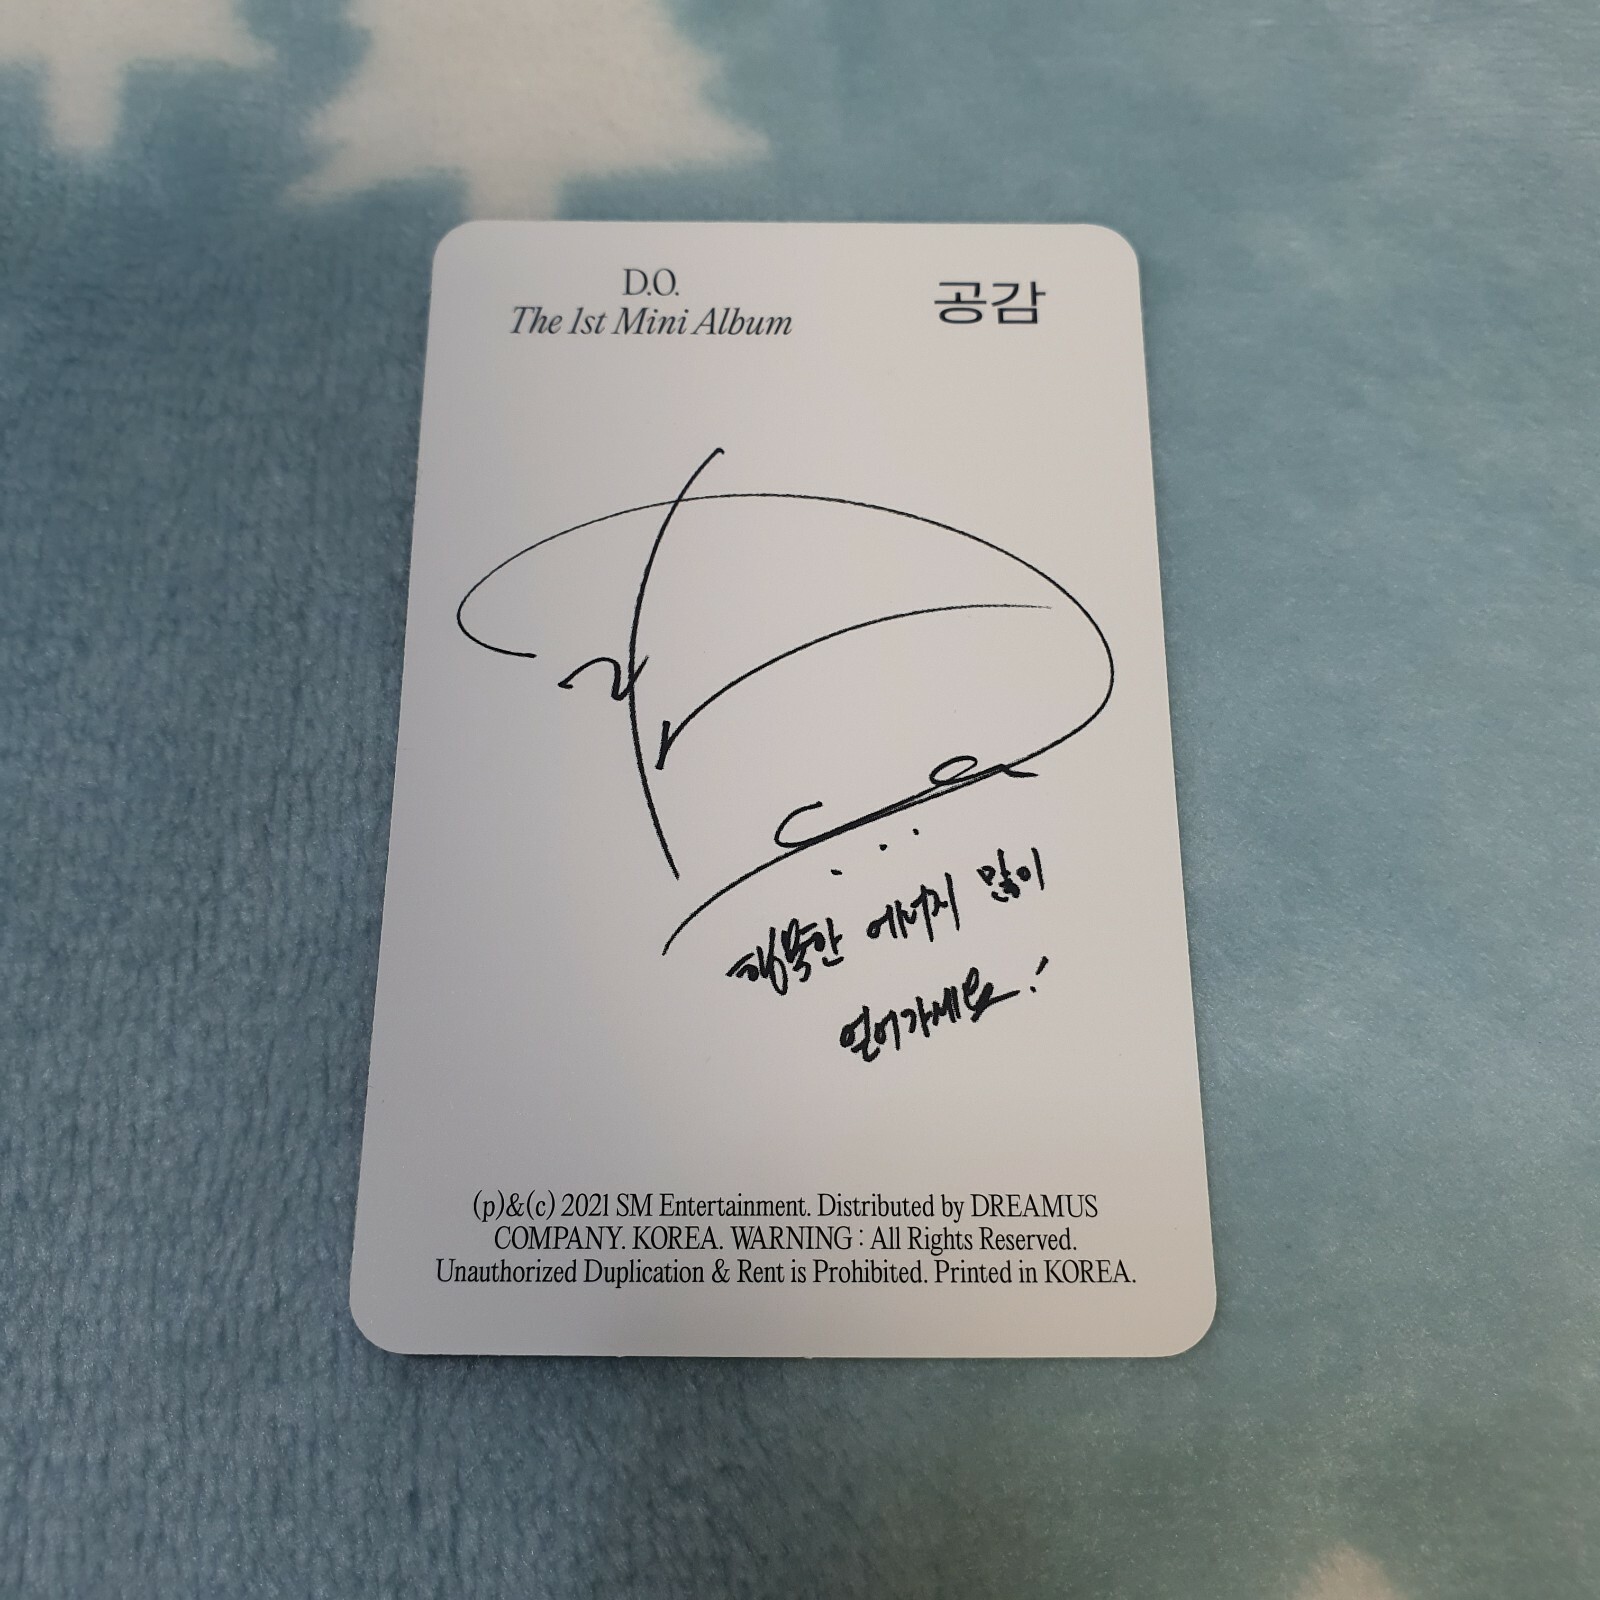 D.O.
The 1st Mini Album
공감
행복한 에너지 많이
얻어가세요!
(p)&(c) 2021 SM Entertainment. Distributed by DREAMUS
COMPANY. KOREA. WARNING : All Rights Reserved.
Unauthorized Duplication & Rent is Prohibited. Printed in KOREA.